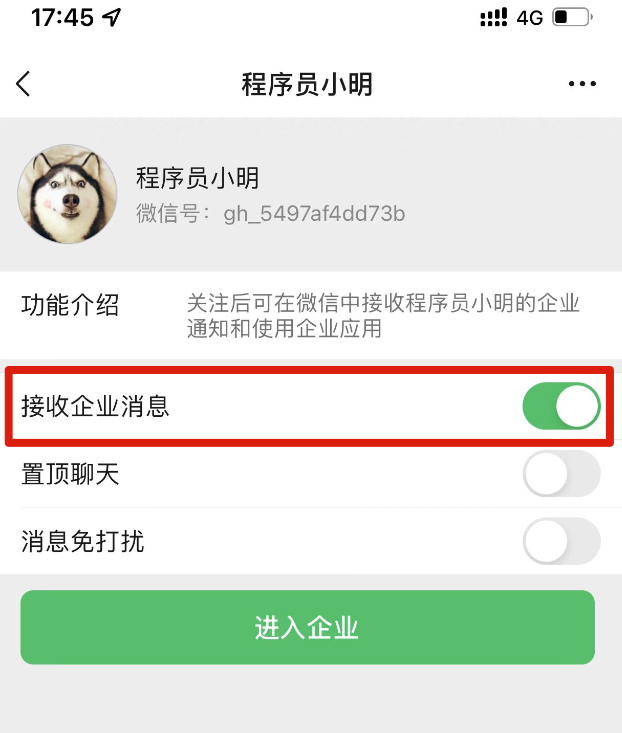 17:45
4G
程序员小明
程序员小明
微信号：gh_5497af4dd73b
功能介绍
关注后可在微信中接收程序员小明的企业
通知和使用企业应用
接收企业消息
置顶聊天
消息免打扰
进入企业